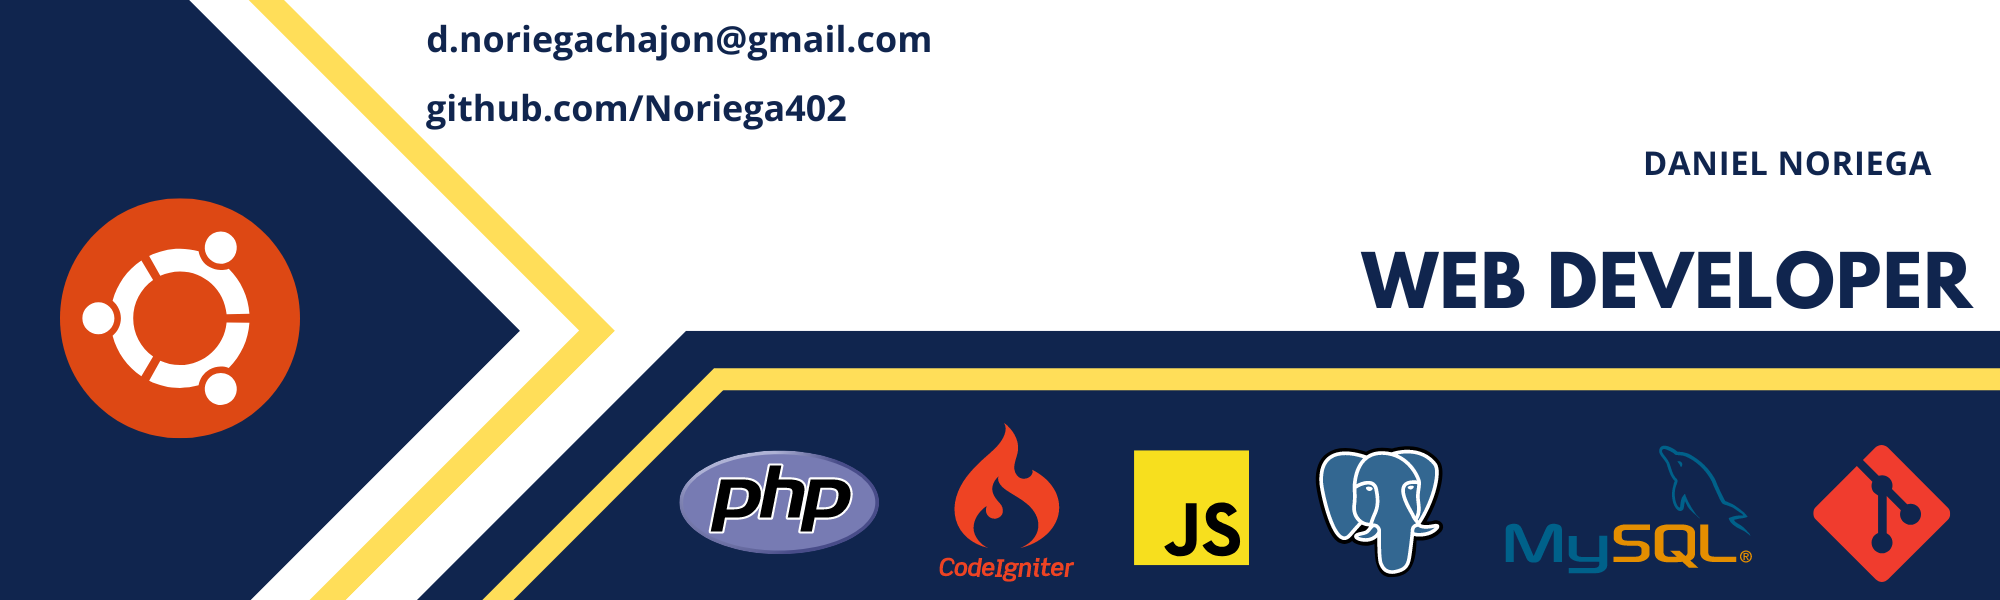 d.noriegachajon@gmail.com
github.com/Noriega402
DANIEL NORIEGA
WEB DEVELOPER
php
CodeIgniter
JS
MySQL®